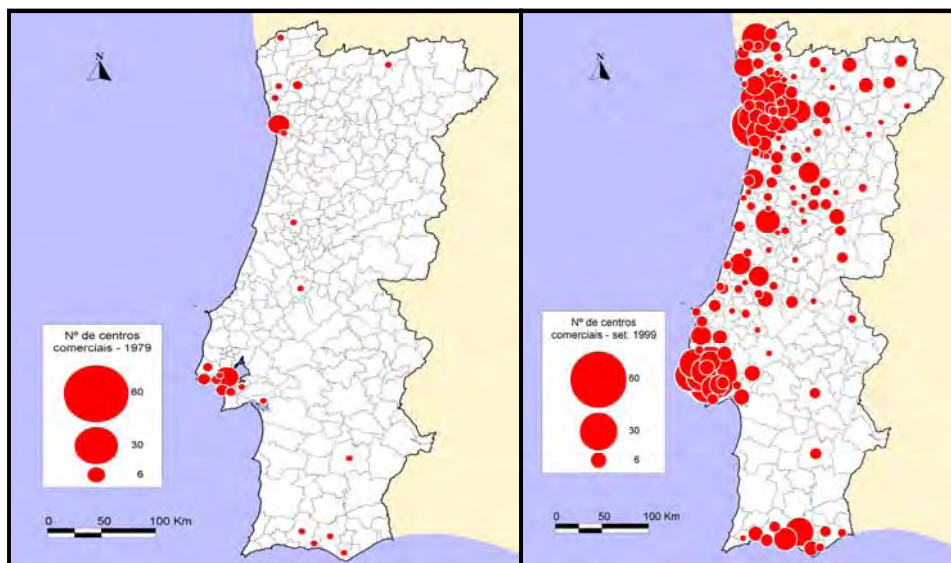 N
Nº de centros
comerciais - 1979
60
30
6
0 50 100 Km
N
Nº de centros
comerciais - set. 1999
60
30
6
0 50 100 Km